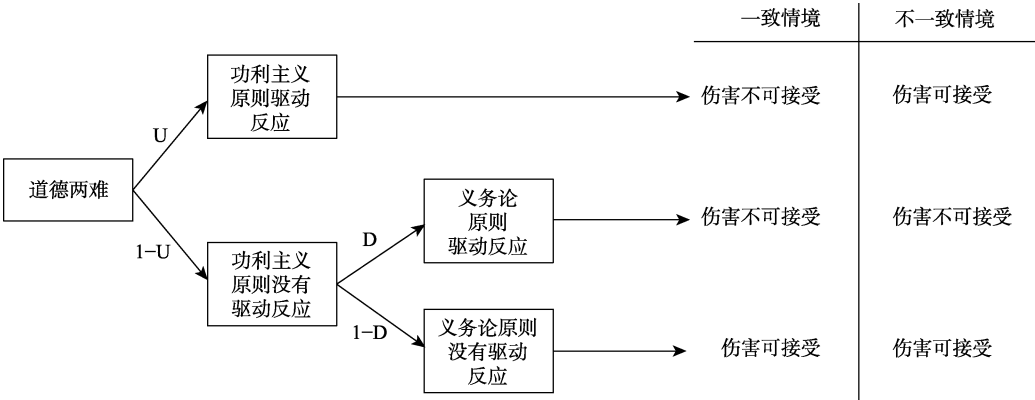 一致情境
不一致情境
功利主义
原则驱动
反应
伤害不可接受
伤害可接受
U
道德两难
1−U
功利主义
原则没有
驱动反应
D
义务论
原则
驱动反应
伤害不可接受
伤害不可接受
1−D
义务论原则
没有驱动
反应
伤害可接受
伤害可接受